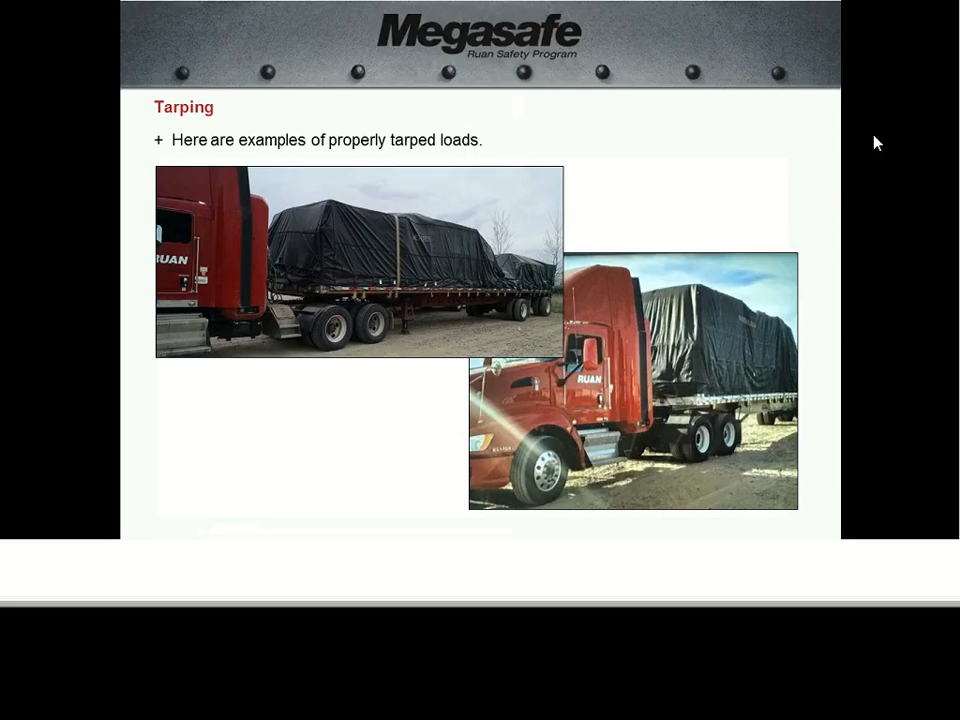 Megasafe
Ruan Safety Program
Tarping
+ Here are examples of properly tarped loads.
RUAN
RUAN